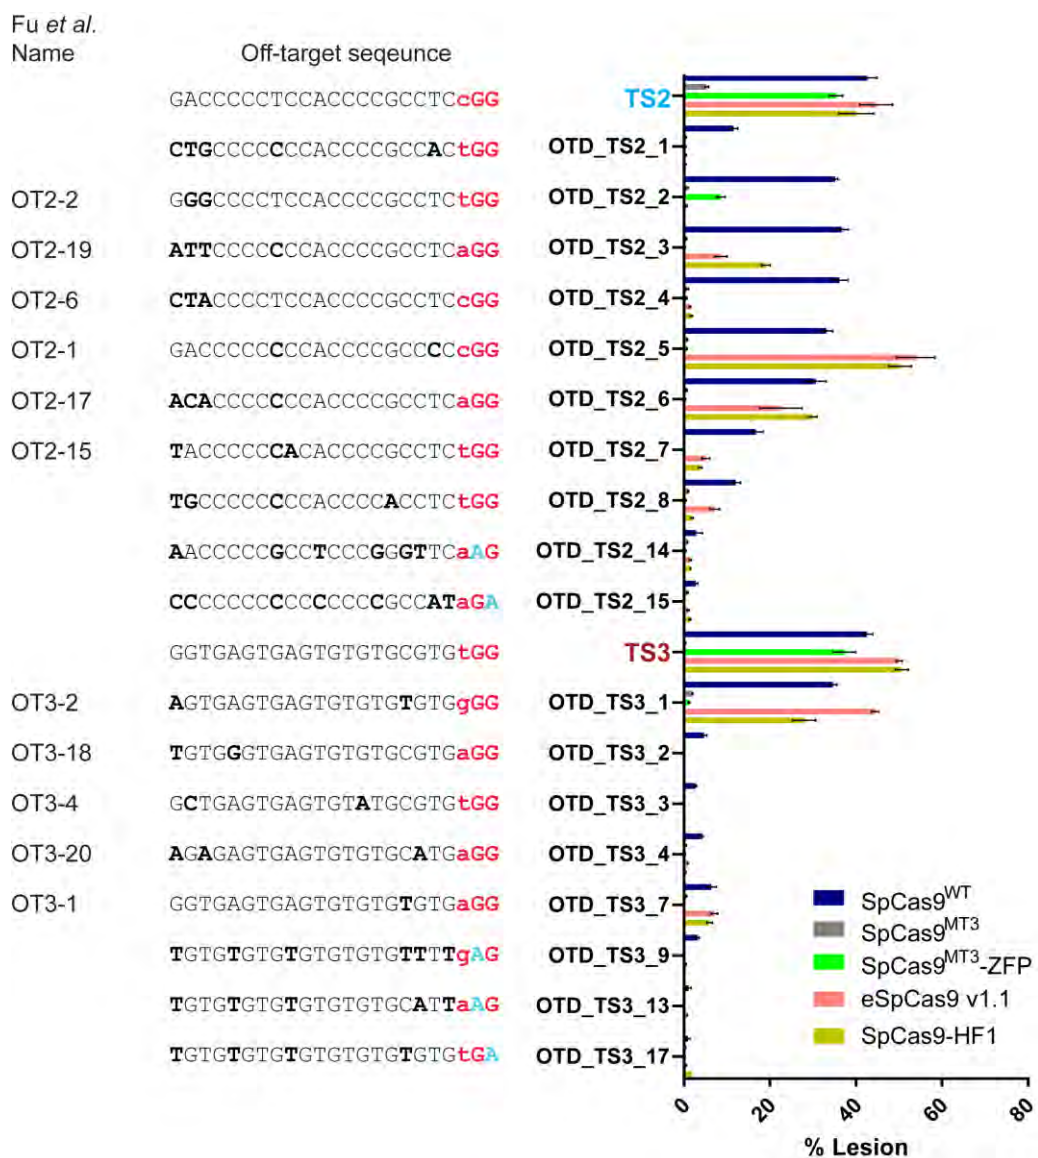 Fu et al.
Name Off-target seqeunce
GACCCCCTCCACCCCGCCTCcGG TS2
CTGCCCCCCCACCCCGCCACtGG OTD_TS2_1
OT2-2 GGGCCCCTCCACCCCGCCTCtGG OTD_TS2_2
OT2-19 ATTCCCCCCCACCCCGCCTCaGG OTD_TS2_3
OT2-6 CTACCCCTCCACCCCGCCTCcGG OTD_TS2_4
OT2-1 GACCCCCCCCACCCCGCCCCcGG OTD_TS2_5
OT2-17 ACACCCCCCCACCCCGCCTCaGG OTD_TS2_6
OT2-15 TACCCCCCACACCCCGCCTCtGG OTD_TS2_7
TGCCCCCCCCACCCCACCTCtGG OTD_TS2_8
AACCCCCGCCTCCCGGGTTCaAG OTD_TS2_14
CCCCCCCCCCCCCCCGCCATaGA OTD_TS2_15
GGTGAGTGAGTGTGTGCGTGtGG TS3
OT3-2 AGTGAGTGAGTGTGTGTGTGgGG OTD_TS3_1
OT3-18 TGTGGGTGAGTGTGTGCGTGaGG OTD_TS3_2
OT3-4 GCTGAGTGAGTGTATGCGTGtGG OTD_TS3_3
OT3-20 AGAGAGTGAGTGTGTGCATGaGG OTD_TS3_4
OT3-1 GGTGAGTGAGTGTGTGTGTGaGG OTD_TS3_7
TGTGTGTGTGTGTGTGTTTTgAG OTD_TS3_9
TGTGTGTGTGTGTGTGCATTaAG OTD_TS3_13
TGTGTGTGTGTGTGTGTGTGtGA OTD_TS3_17
SpCas9WT
SpCas9MT3
SpCas9MT3-ZFP
eSpCas9 v1.1
SpCas9-HF1
0 20 40 60 80
% Lesion